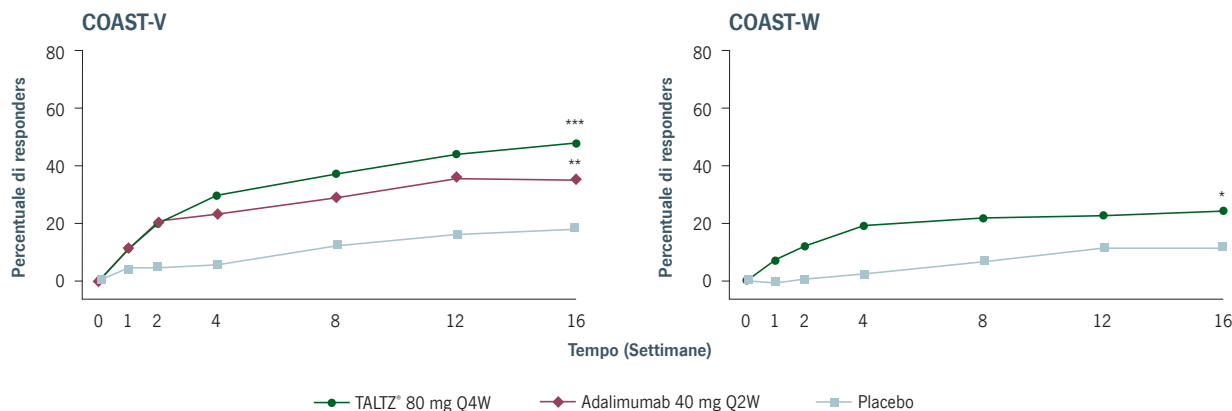 COAST-V
Percentuale di responders
80
60
40
20
0
***
**
0 1 2 4 8 12 16
COAST-W
Percentuale di responders
80
60
40
20
0
*
0 1 2 4 8 12 16
Tempo (Settimane)
TALTZ® 80 mg Q4W Adalimumab 40 mg Q2W Placebo